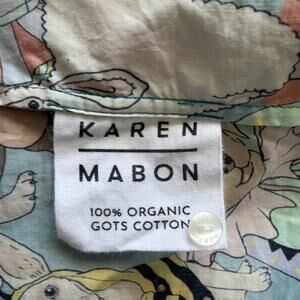 KAREN
MABON
100% ORGANIC
GOTS COTTON